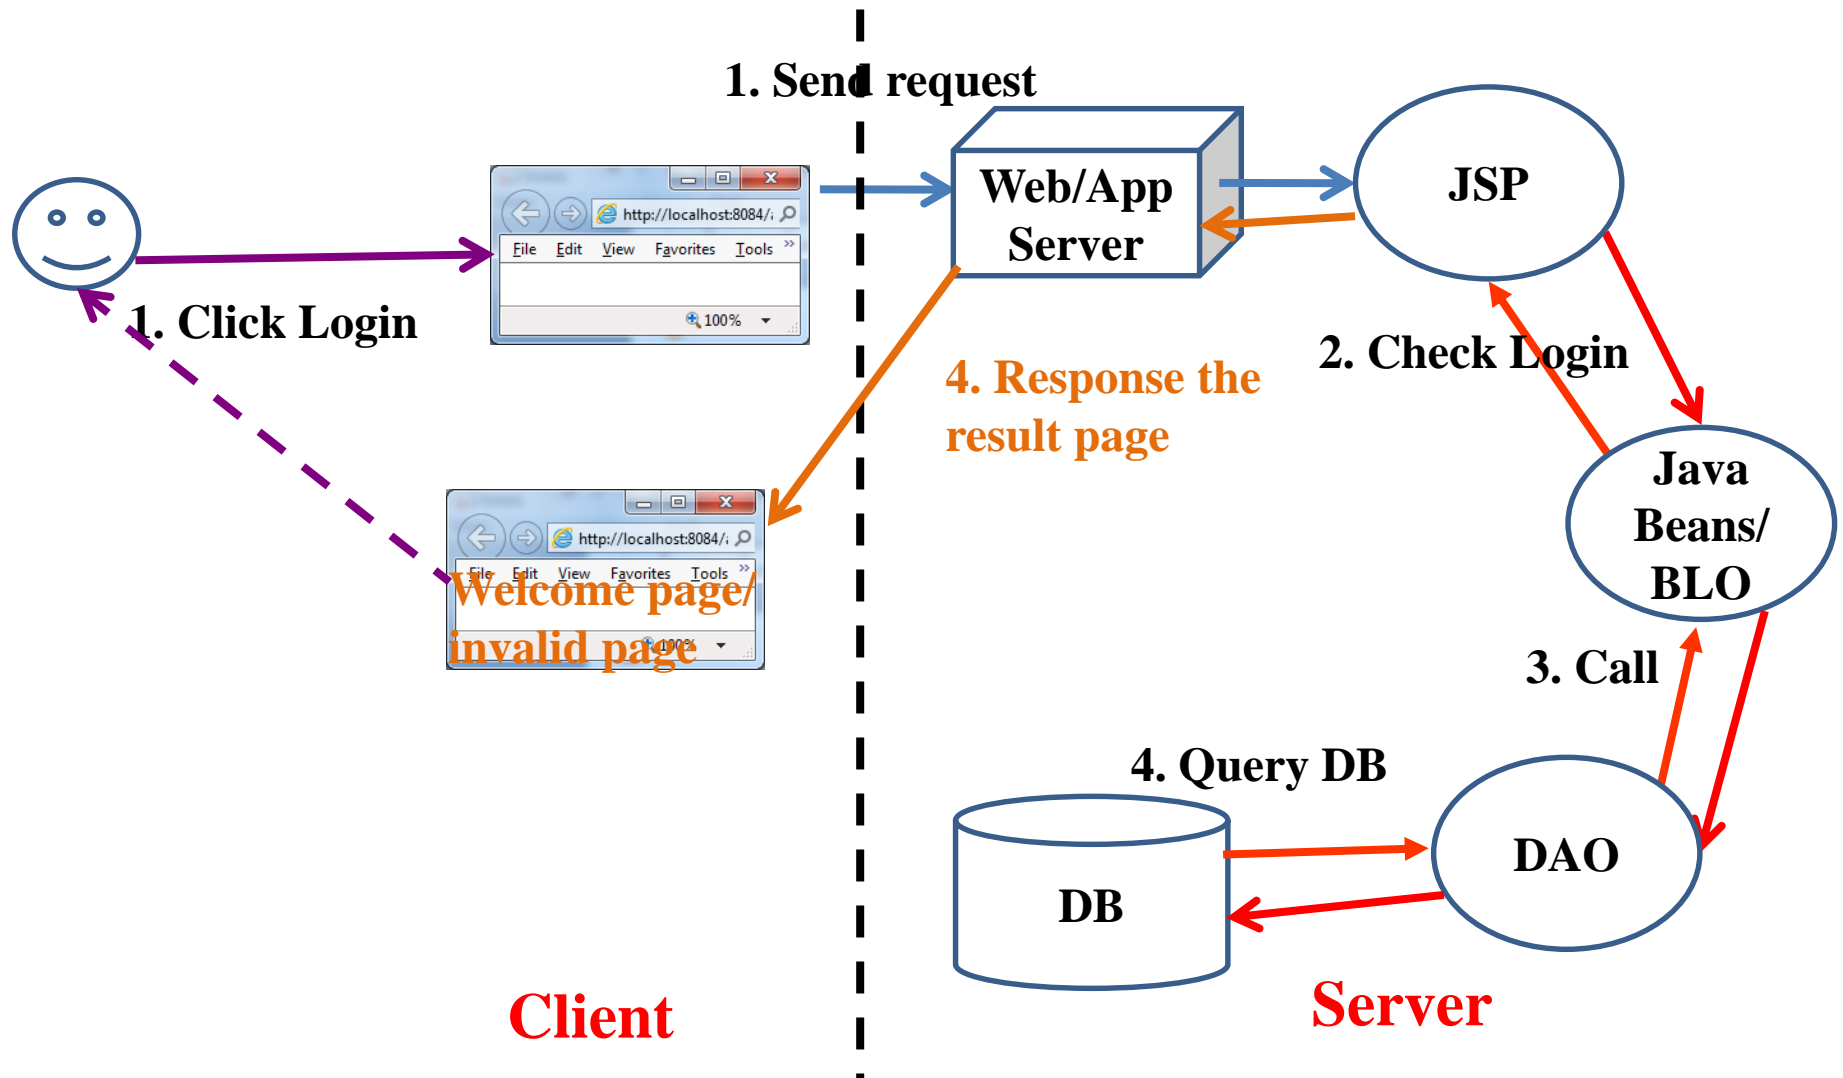 1. Send request
Web/App
Server
JSP
http://localhost:8084/
File Edit View Favorites Tools »
100%
1. Click Login
2. Check Login
4. Response the
result page
Java
Beans/
BLO
http://localhost:8084/
File Edit View Favorites Tools »
Welcome page/
invalid page
100%
3. Call
4. Query DB
DB
DAO
Client
Server